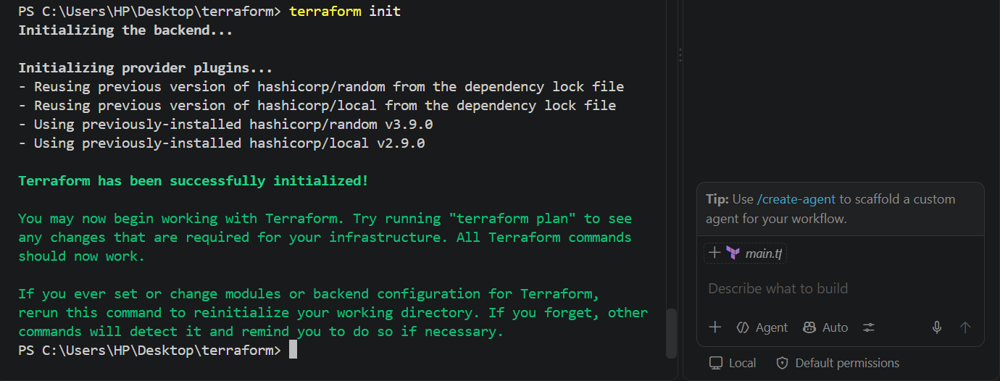 PS C:\Users\HP\Desktop\terraform> terraform init
Initializing the backend...
Initializing provider plugins...
- Reusing previous version of hashicorp/random from the dependency lock file
- Reusing previous version of hashicorp/local from the dependency lock file
- Using previously-installed hashicorp/random v3.9.0
- Using previously-installed hashicorp/local v2.9.0
Terraform has been successfully initialized!
You may now begin working with Terraform. Try running "terraform plan" to see
any changes that are required for your infrastructure. All Terraform commands
should now work.
If you ever set or change modules or backend configuration for Terraform,
rerun this command to reinitialize your working directory. If you forget, other
commands will detect it and remind you to do so if necessary.
PS C:\Users\HP\Desktop\terraform>
Tip: Use /create-agent to scaffold a custom
agent for your workflow.
main.tf
Describe what to build
Agent Auto
Local Default permissions